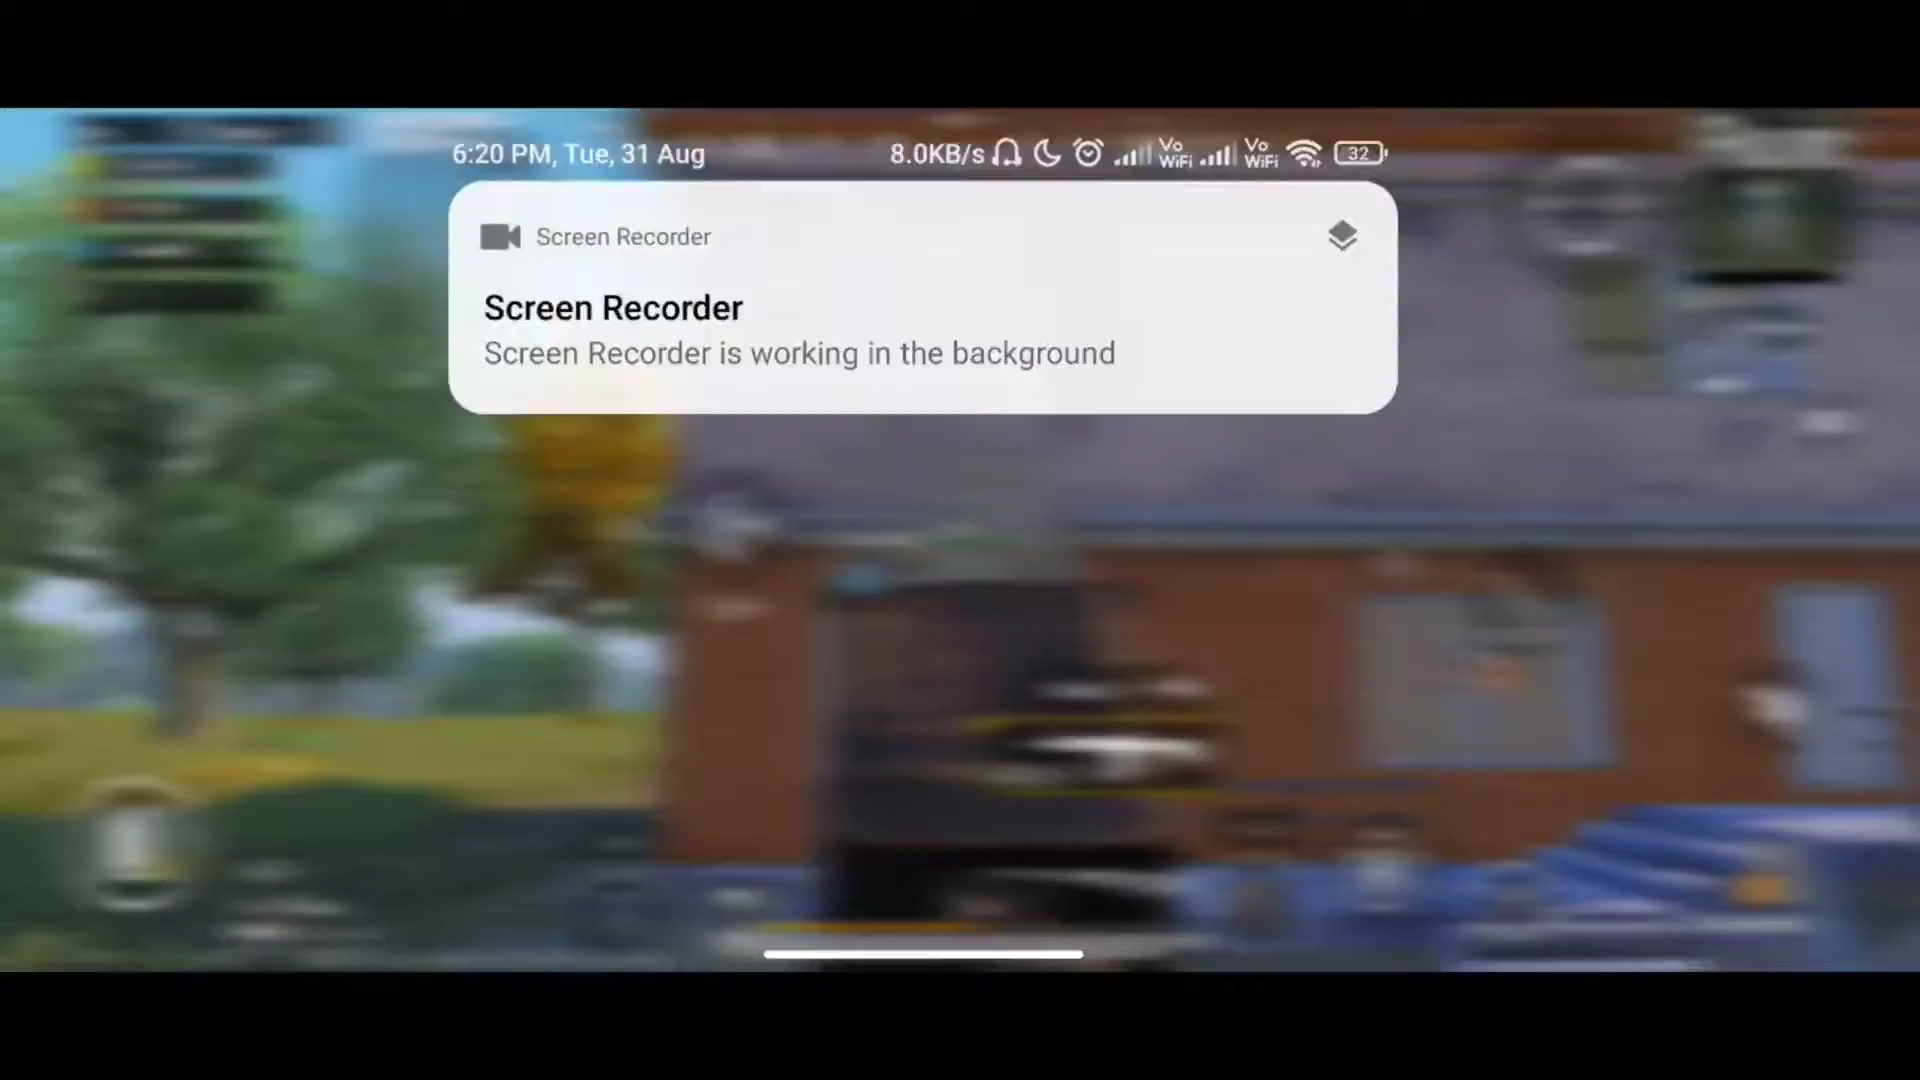 6:20 PM, Tue, 31 Aug 8.0KB/s Vo WiFi Vo WiFi 32
Screen Recorder
Screen Recorder
Screen Recorder is working in the background